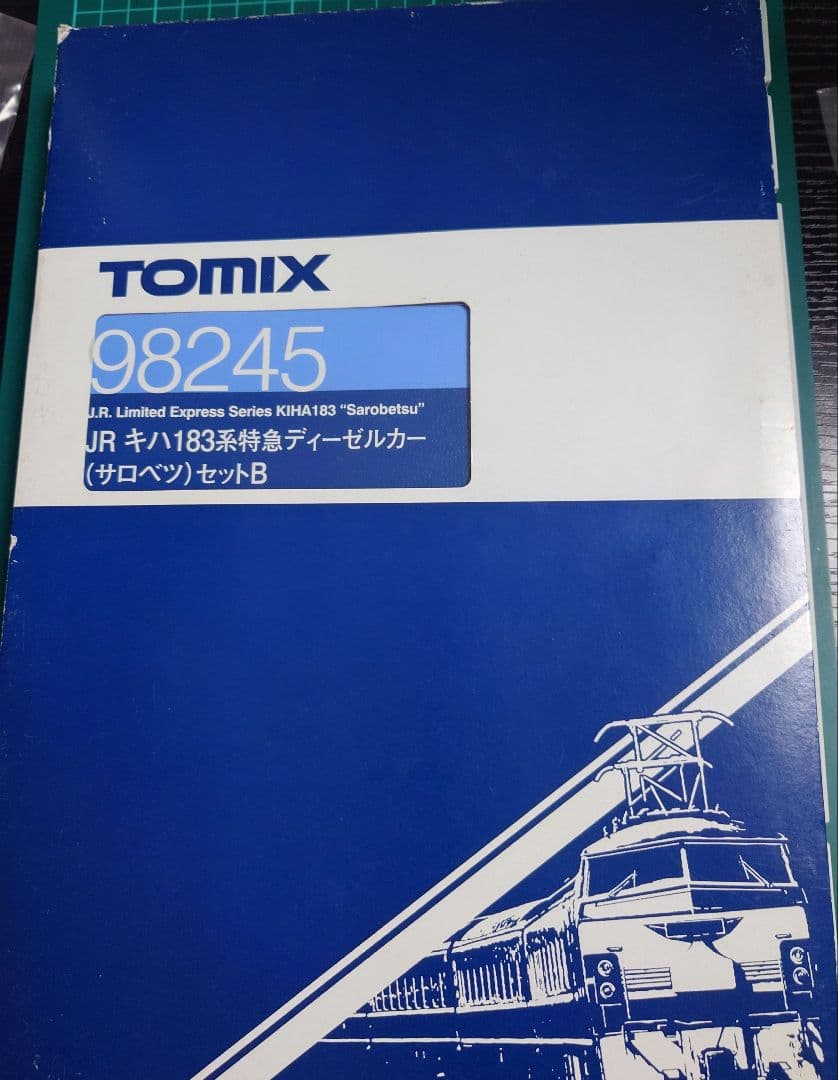 TOMIX
98245
J.R. Limited Express Series KIHA183 “Sarobetsu”
JR キハ183系特急ディーゼルカー
(サロベツ)セットB